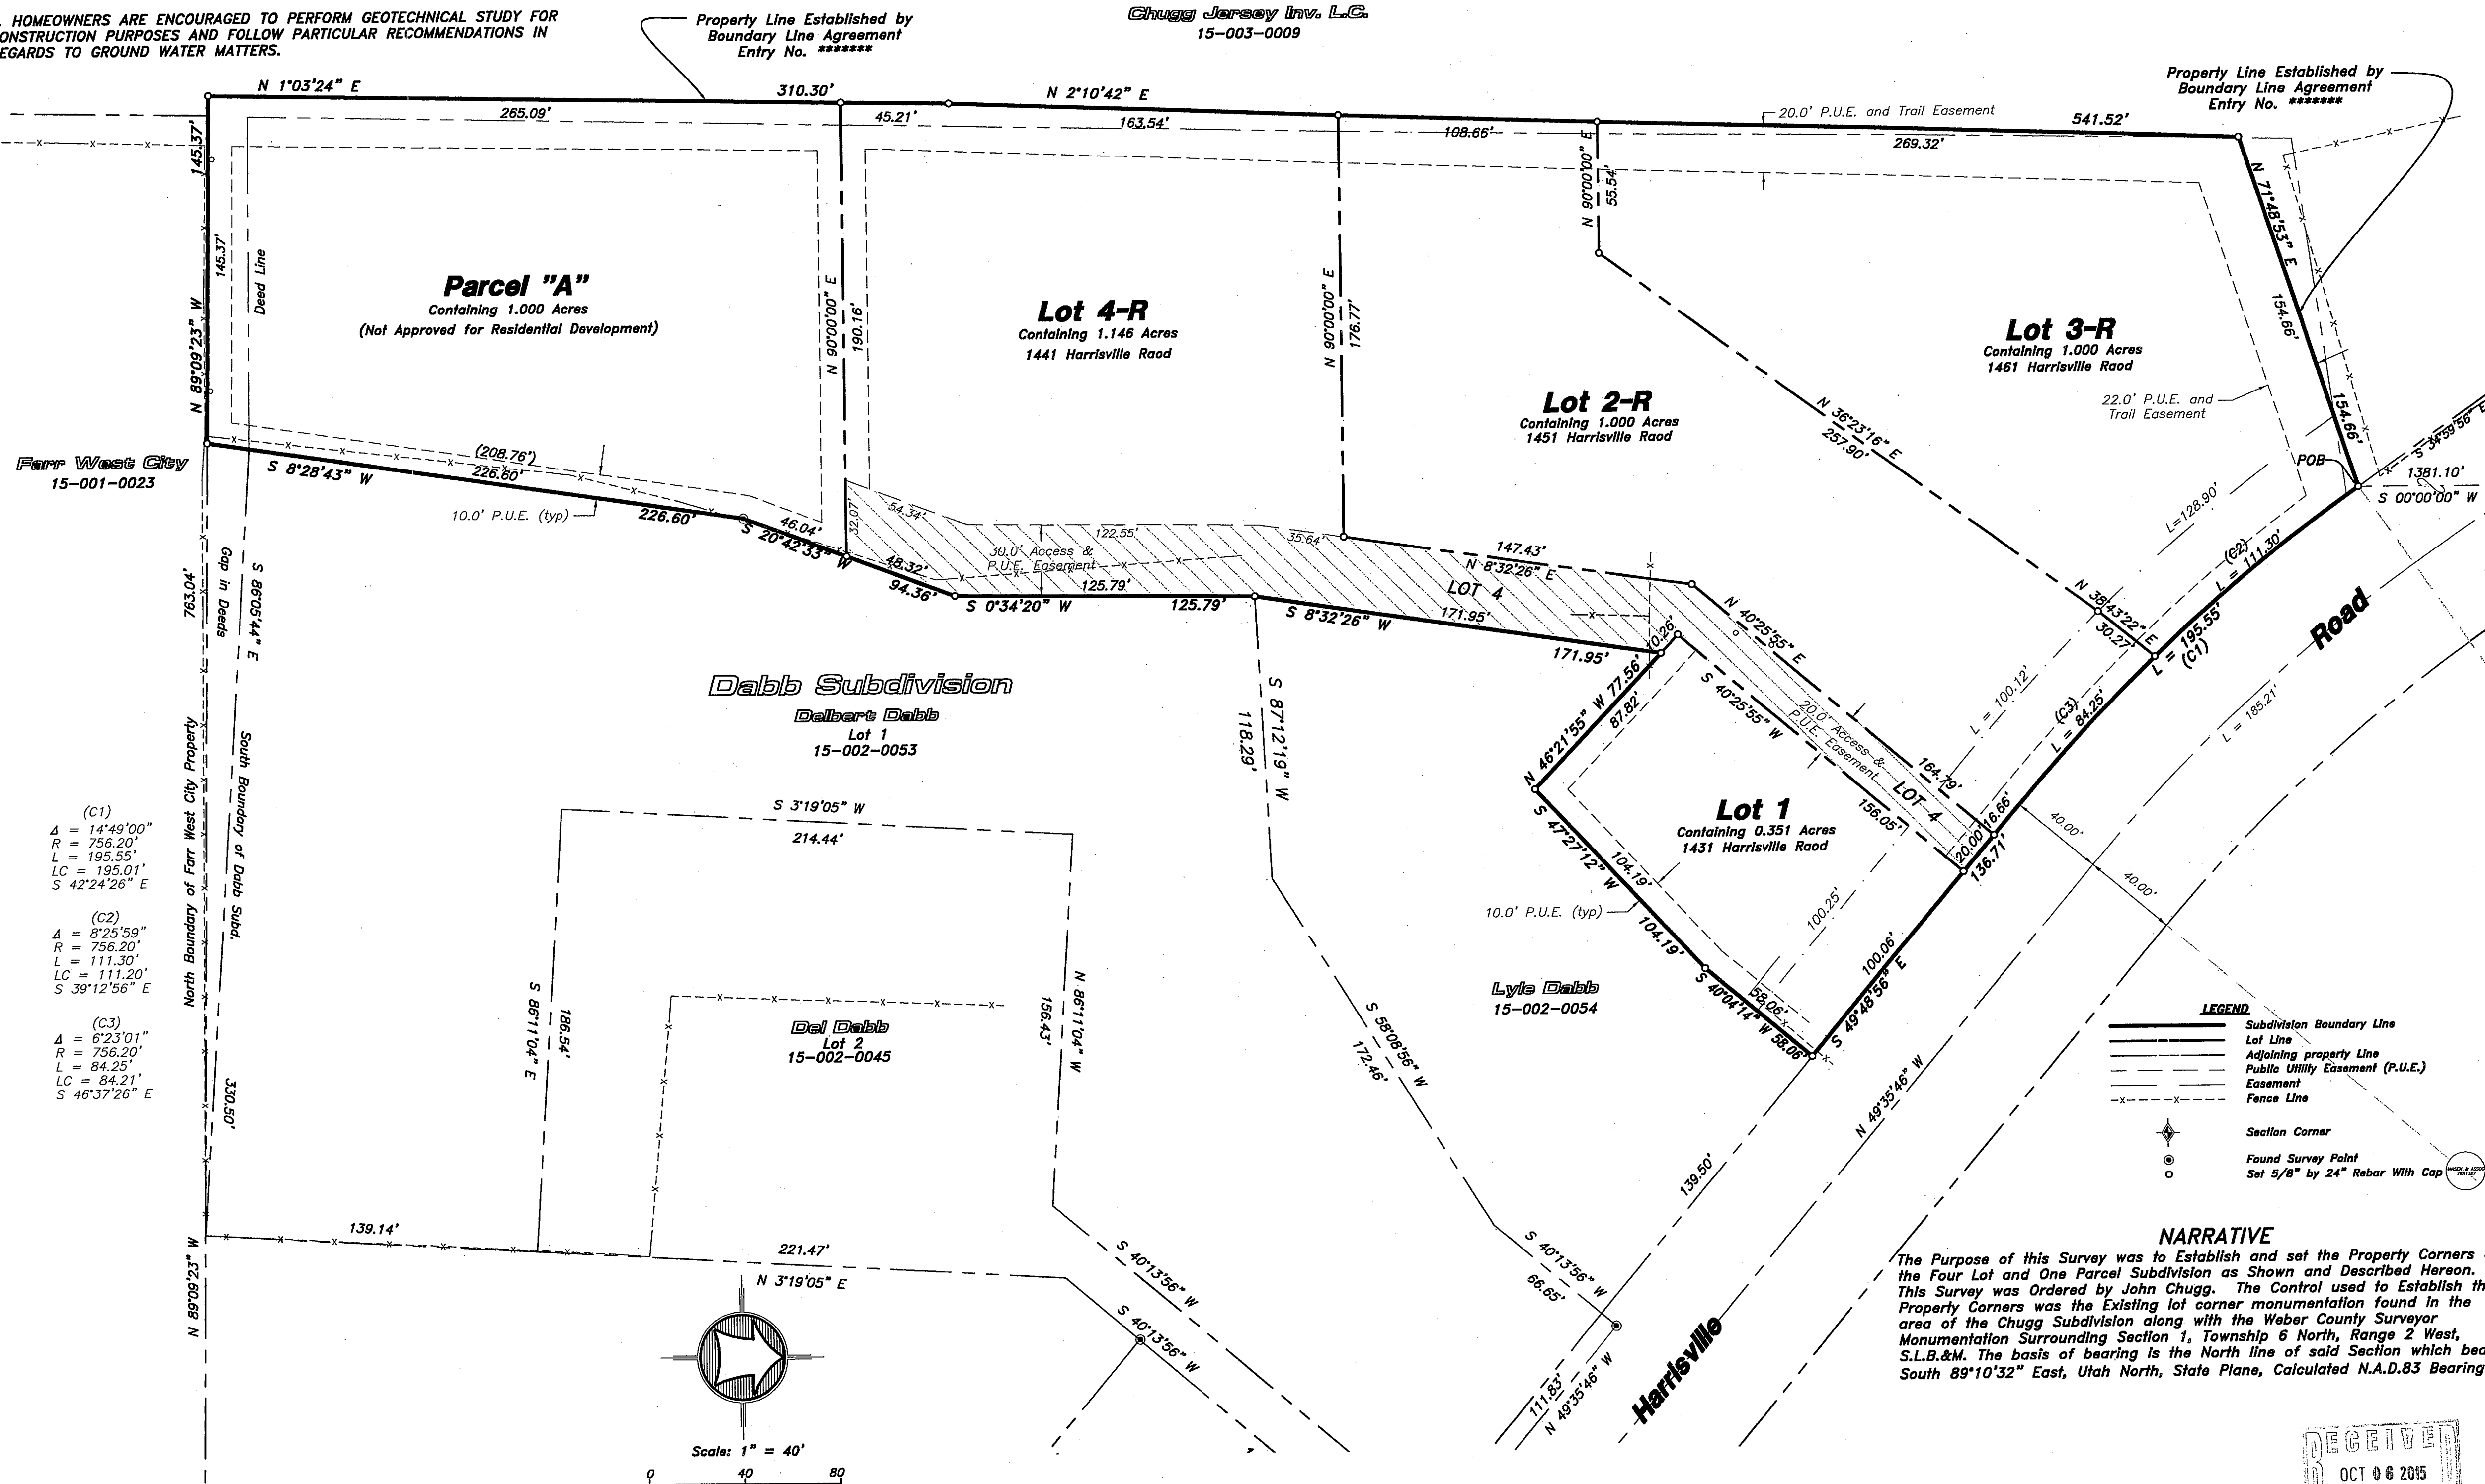 . HOMEOWNERS ARE ENCOURAGED TO PERFORM GEOTECHNICAL STUDY FOR
ONSTRUCTION PURPOSES AND FOLLOW PARTICULAR RECOMMENDATIONS IN
EGARDS TO GROUND WATER MATTERS.
Property Line Established by
Boundary Line Agreement
Entry No. *******
Chugg Jersey Inv. L.C.
15-003-0009
Property Line Established by
Boundary Line Agreement
Entry No. *******
N 1°03'24" E
310.30'
N 2°10'42" E
20.0' P.U.E. and Trail Easement
541.52'
265.09'
45.21'
163.54'
108.66'
269.32'
145.37'
145.37'
N 89°09'23" W
Deed Line
Parcel "A"
Containing 1.000 Acres
(Not Approved for Residential Development)
N 90°00'00" E
190.16'
Lot 4-R
Containing 1.146 Acres
1441 Harrisville Raod
N 90°00'00" E
176.77'
N 90°00'00" E
55.54'
Lot 2-R
Containing 1.000 Acres
1451 Harrisville Raod
N 36°23'16" E
257.90'
Lot 3-R
Containing 1.000 Acres
1461 Harrisville Raod
22.0' P.U.E. and
Trail Easement
N 71°48'53" E
154.66'
154.66'
S 34°59'56" E
POB
1381.10'
S 00°00'00" W
Farr West City
15-001-0023
(208.76')
226.60'
S 8°28'43" W
226.60'
10.0' P.U.E. (typ)
46.04'
S 20°42'33" W
32.07'
54.34'
48.32'
94.36'
30.0' Access &
P.U.E. Easement
122.55'
35.64'
125.79'
S 0°34'20" W
125.79'
147.43'
N 8°32'26" E
LOT 4
S 8°32'26" W
171.95'
171.95'
10.26'
N 40°25'55" E
20.0' Access &
P.U.E. Easement
164.79'
LOT 4
S 40°25'55" W
156.05'
N 46°21'55" W 77.56'
87.82'
L=128.90'
(C2)
L = 111.30'
N 38°43'22" E
30.27'
L = 195.55'
(C1)
L = 100.12'
(C3)
L = 84.25'
L = 185.21'
Road
20.00'
16.66'
136.71'
40.00'
40.00'
Lot 1
Containing 0.351 Acres
1431 Harrisville Raod
S 47°27'12" W
104.19'
104.19'
10.0' P.U.E. (typ)
100.25'
100.06'
S 49°48'56" E
58.06'
S 40°04'14" W 58.06'
763.04'
Gap in Deeds
S 86°05'44" E
North Boundary of Farr West City Property
South Boundary of Dabb Subd.
330.50'
N 89°09'23" W
Dabb Subdivision
Delbert Dabb
Lot 1
15-002-0053
S 87°12'19" W
118.29'
S 3°19'05" W
214.44'
S 86°11'04" E
186.54'
N 86°11'04" W
156.43'
Del Dabb
Lot 2
15-002-0045
Lyle Dabb
15-002-0054
S 58°08'56" W
172.46'
N 49°35'46" W
139.50'
S 40°13'56" W
66.65'
111.83'
N 49°35'46" W
Harrisville
139.14'
221.47'
N 3°19'05" E
S 40°13'56" W
S 40°13'56" W
(C1)
Δ = 14°49'00"
R = 756.20'
L = 195.55'
LC = 195.01'
S 42°24'26" E
(C2)
Δ = 8°25'59"
R = 756.20'
L = 111.30'
LC = 111.20'
S 39°12'56" E
(C3)
Δ = 6°23'01"
R = 756.20'
L = 84.25'
LC = 84.21'
S 46°37'26" E
LEGEND
Subdivision Boundary Line
Lot Line
Adjoining property Line
Public Utility Easement (P.U.E.)
Easement
Fence Line
Section Corner
Found Survey Point
Set 5/8" by 24" Rebar With Cap
NARRATIVE
The Purpose of this Survey was to Establish and set the Property Corners
the Four Lot and One Parcel Subdivision as Shown and Described Hereon.
This Survey was Ordered by John Chugg. The Control used to Establish th
Property Corners was the Existing lot corner monumentation found in the
area of the Chugg Subdivision along with the Weber County Surveyor
Monumentation Surrounding Section 1, Township 6 North, Range 2 West,
S.L.B.&M. The basis of bearing is the North line of said Section which bea
South 89°10'32" East, Utah North, State Plane, Calculated N.A.D.83 Bearing
Scale: 1" = 40'
0 40 80
RECEIVED
OCT 06 2015